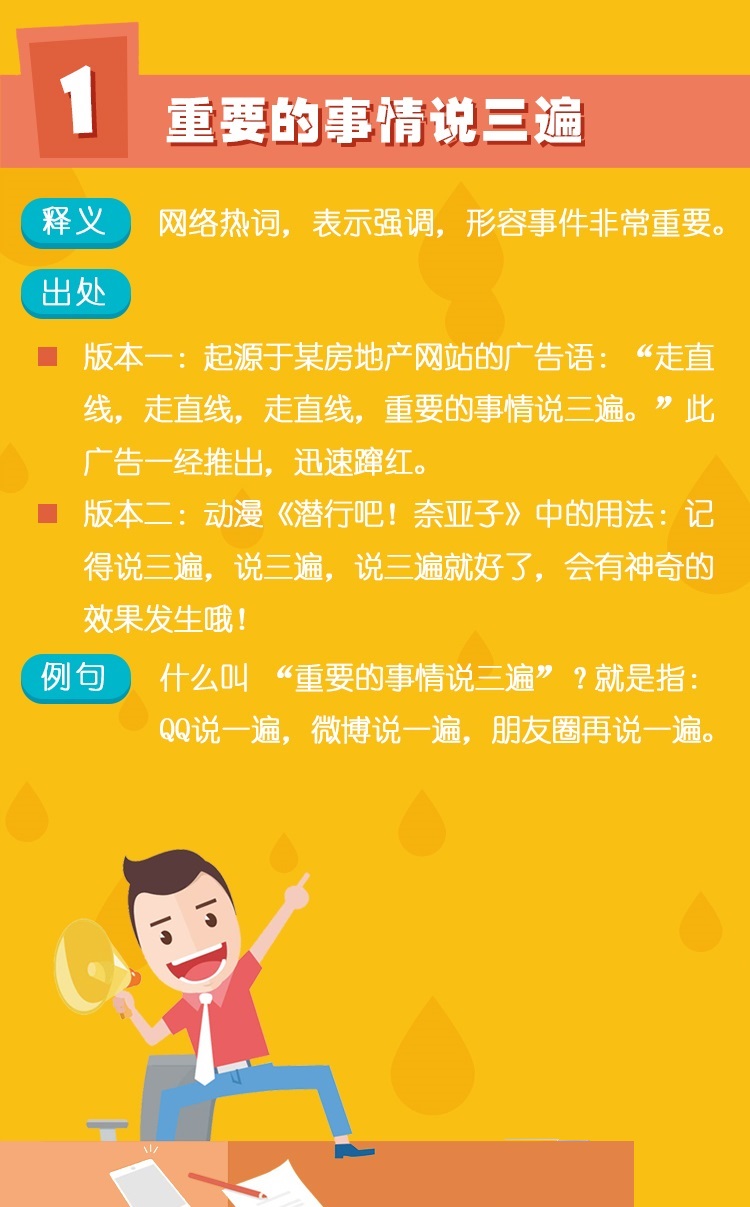 1
重要的事情说三遍
释义 网络热词，表示强调，形容事件非常重要。
出处
版本一：起源于某房地产网站的广告语：“走直
线，走直线，走直线，重要的事情说三遍。”此
广告一经推出，迅速蹿红。
版本二：动漫《潜行吧！奈亚子》中的用法：记
得说三遍，说三遍，说三遍就好了，会有神奇的
效果发生哦！
例句 什么叫 “重要的事情说三遍”？就是指：
QQ说一遍，微博说一遍，朋友圈再说一遍。